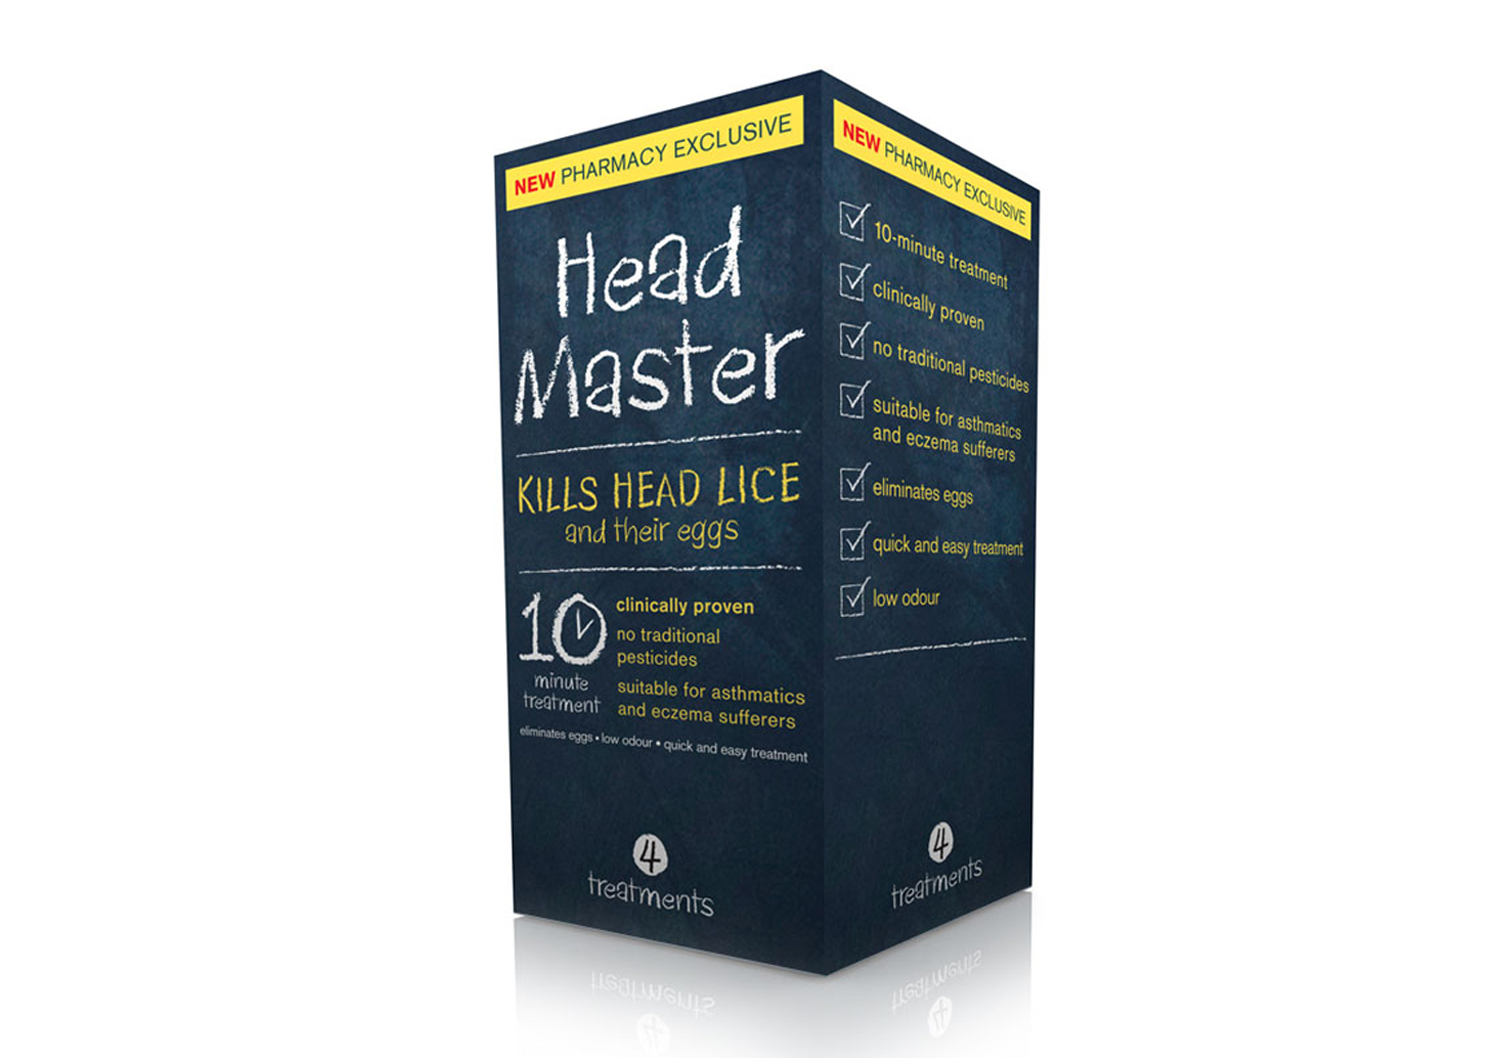 NEW PHARMACY EXCLUSIVE
Head
Master
KILLS HEAD LICE
and their eggs
10
minute
treatment
clinically proven
no traditional
pesticides
suitable for asthmatics
and eczema sufferers
eliminates eggs • low odour • quick and easy treatment
4
treatments
NEW PHARMACY EXCLUSIVE
10-minute treatment
clinically proven
no traditional pesticides
suitable for asthmatics
and eczema sufferers
eliminates eggs
quick and easy treatment
low odour
4
treatments